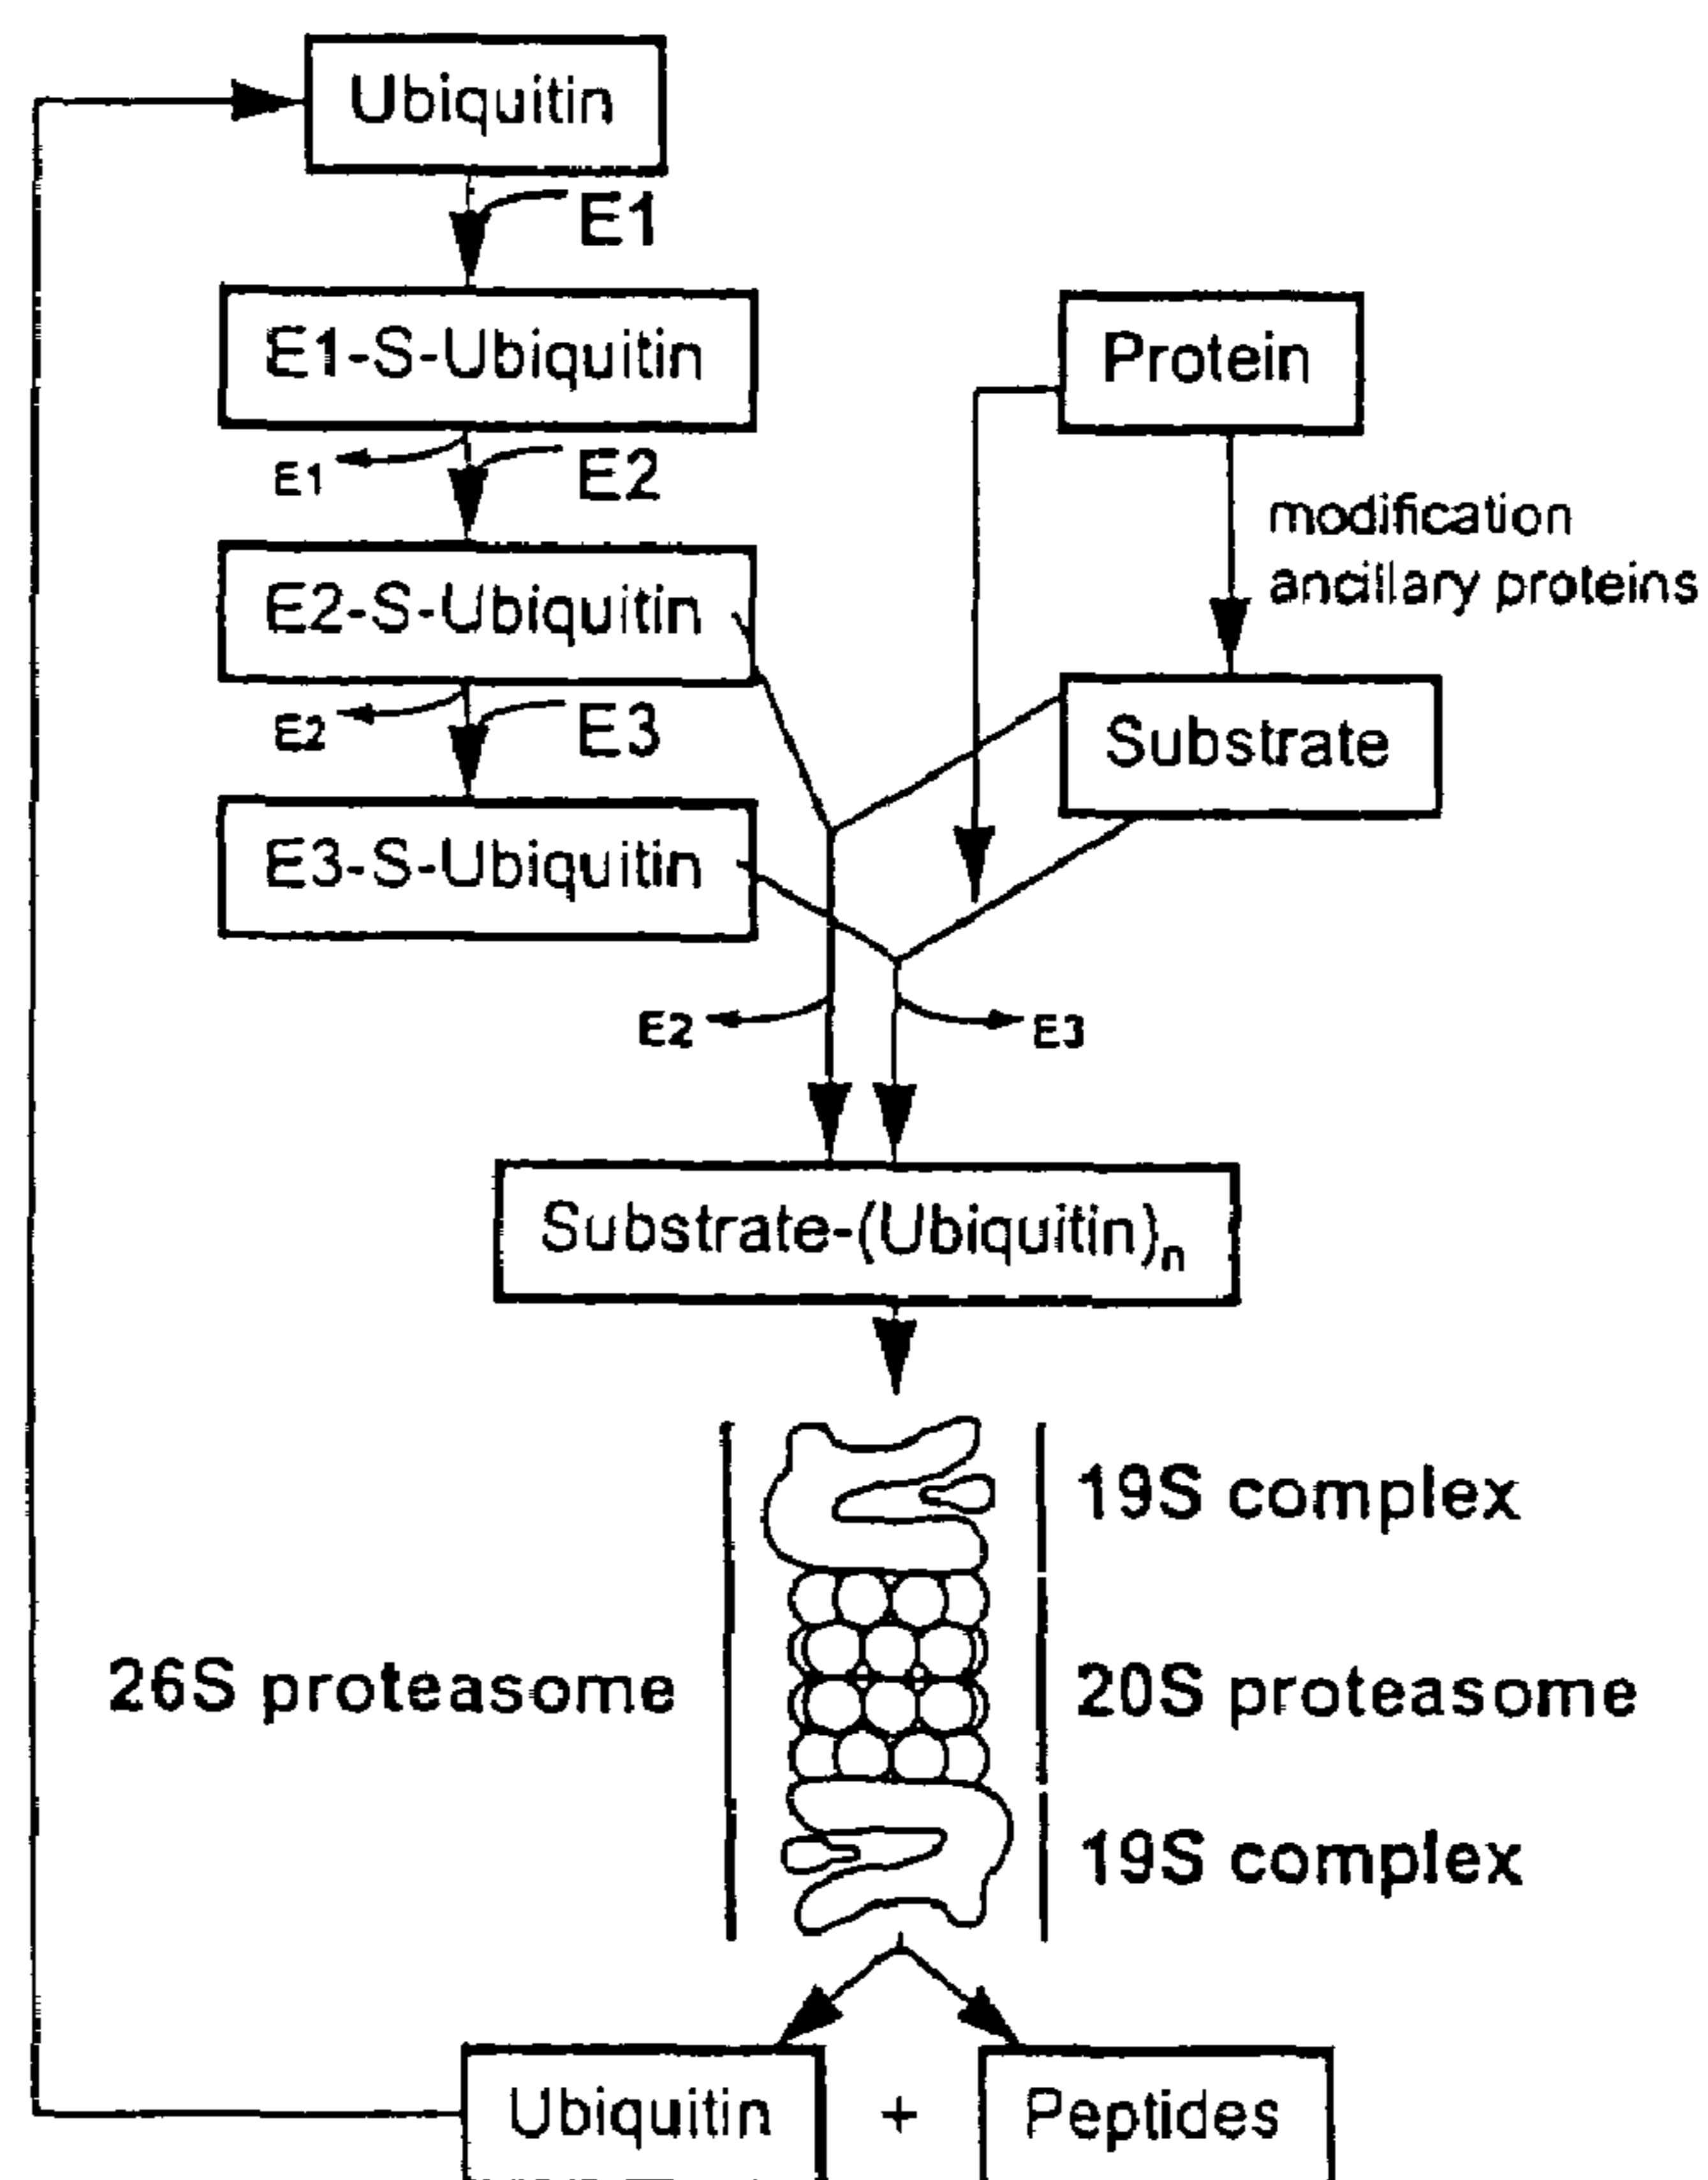 Ubiquitin
E1
E1-S-Ubiquitin
Protein
E1
E2
modification
ancillary proteins
E2-S-Ubiquitin
E2
E3
Substrate
E3-S-Ubiquitin
E2
E3
Substrate-(Ubiquitin)n
19S complex
26S proteasome
20S proteasome
19S complex
Ubiquitin
+
Peptides